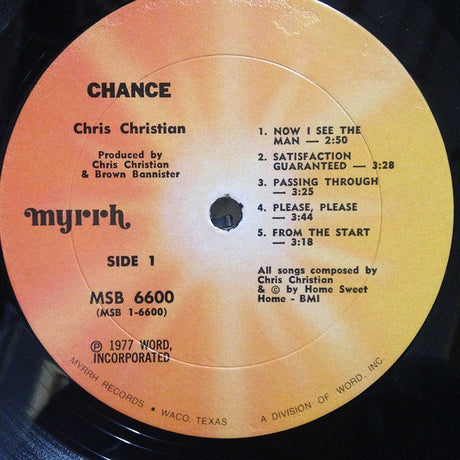 CHANCE
Chris Christian
Produced by
Chris Christian
& Brown Bannister
myrrh
SIDE 1
MSB 6600
(MSB 1-6600)
℗ 1977 WORD,
INCORPORATED
1. NOW I SEE THE
MAN — 2:50
2. SATISFACTION
GUARANTEED — 3:28
3. PASSING THROUGH
— 3:25
4. PLEASE, PLEASE
— 3:44
5. FROM THE START
— 3:18
All songs composed by
Chris Christian
& © by Home Sweet
Home - BMI
MYRRH RECORDS • WACO, TEXAS A DIVISION OF WORD, INC.